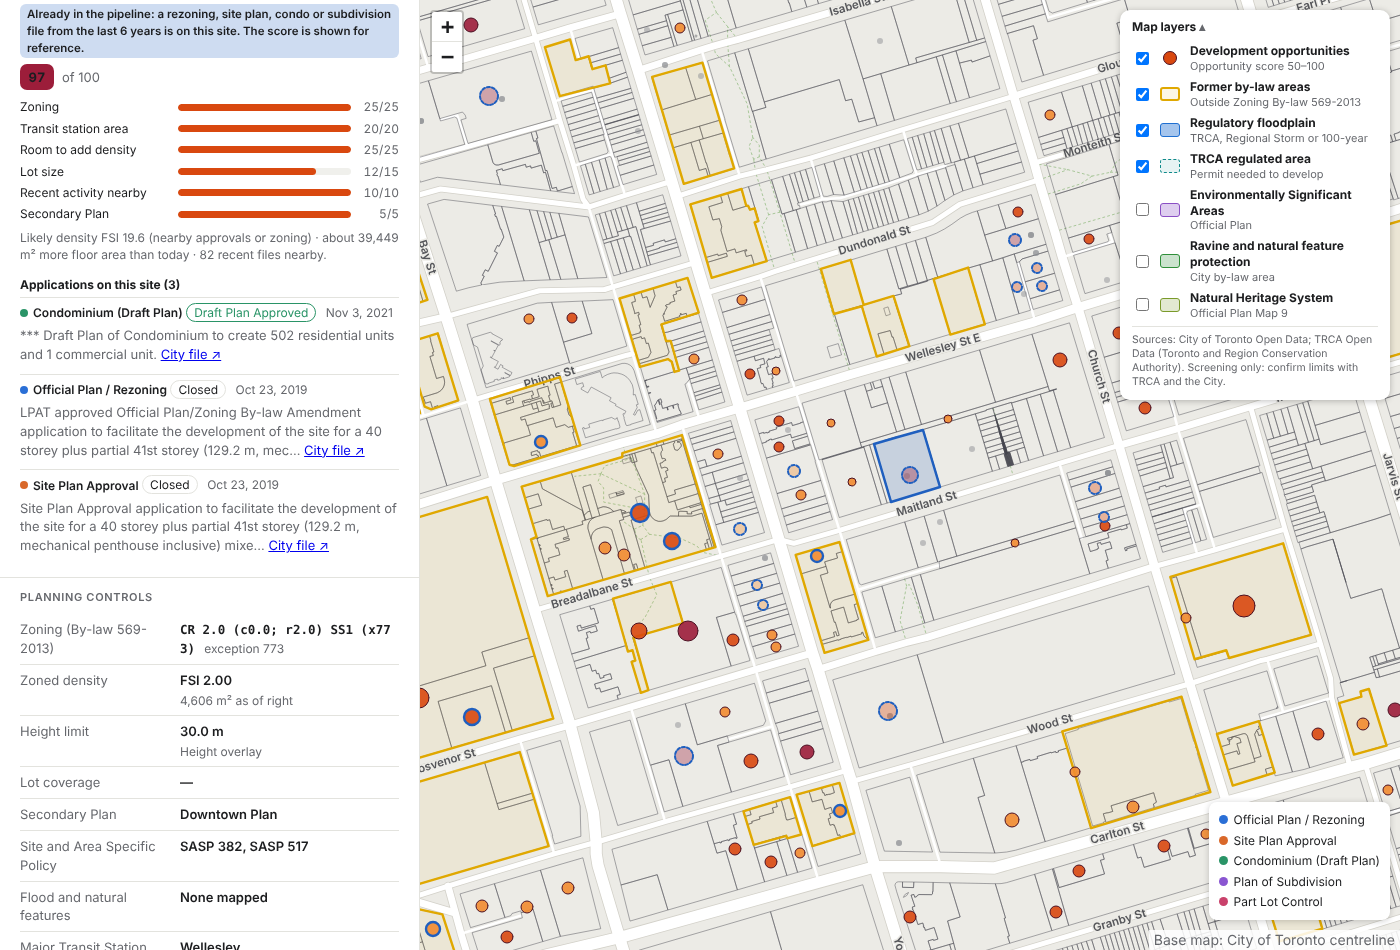 Already in the pipeline: a rezoning, site plan, condo or subdivision
file from the last 6 years is on this site. The score is shown for
reference.
97 of 100
Zoning 25/25
Transit station area 20/20
Room to add density 25/25
Lot size 12/15
Recent activity nearby 10/10
Secondary Plan 5/5
Likely density FSI 19.6 (nearby approvals or zoning) · about 39,449
m² more floor area than today · 82 recent files nearby.
Applications on this site (3)
Condominium (Draft Plan) Draft Plan Approved Nov 3, 2021
*** Draft Plan of Condominium to create 502 residential units
and 1 commercial unit. City file ↗
Official Plan / Rezoning Closed Oct 23, 2019
LPAT approved Official Plan/Zoning By-law Amendment
application to facilitate the development of the site for a 40
storey plus partial 41st storey (129.2 m, mec... City file ↗
Site Plan Approval Closed Oct 23, 2019
Site Plan Approval application to facilitate the development of
the site for a 40 storey plus partial 41st storey (129.2 m,
mechanical penthouse inclusive) mixe... City file ↗
PLANNING CONTROLS
Zoning (By-law 569-
2013)
CR 2.0 (c0.0; r2.0) SS1 (x77
3) exception 773
Zoned density
FSI 2.00
4,606 m² as of right
Height limit
30.0 m
Height overlay
Lot coverage —
Secondary Plan Downtown Plan
Site and Area Specific
Policy
SASP 382, SASP 517
Flood and natural
features
None mapped
Major Transit Station Wellesley
+
−
Isabella St
Earl Pl
Glou
Monteith S
Dundonald St
Bay St
Wellesley St E
Phipps St
Church St
Maitland St
Jarvis St
Breadalbane St
Wood St
osvenor St
Carlton St
Granby St
Yo
Map layers ▴
Development opportunities
Opportunity score 50–100
Former by-law areas
Outside Zoning By-law 569-2013
Regulatory floodplain
TRCA, Regional Storm or 100-year
TRCA regulated area
Permit needed to develop
Environmentally Significant
Areas
Official Plan
Ravine and natural feature
protection
City by-law area
Natural Heritage System
Official Plan Map 9
Sources: City of Toronto Open Data; TRCA Open
Data (Toronto and Region Conservation
Authority). Screening only: confirm limits with
TRCA and the City.
Official Plan / Rezoning
Site Plan Approval
Condominium (Draft Plan)
Plan of Subdivision
Part Lot Control
Base map: City of Toronto centreline